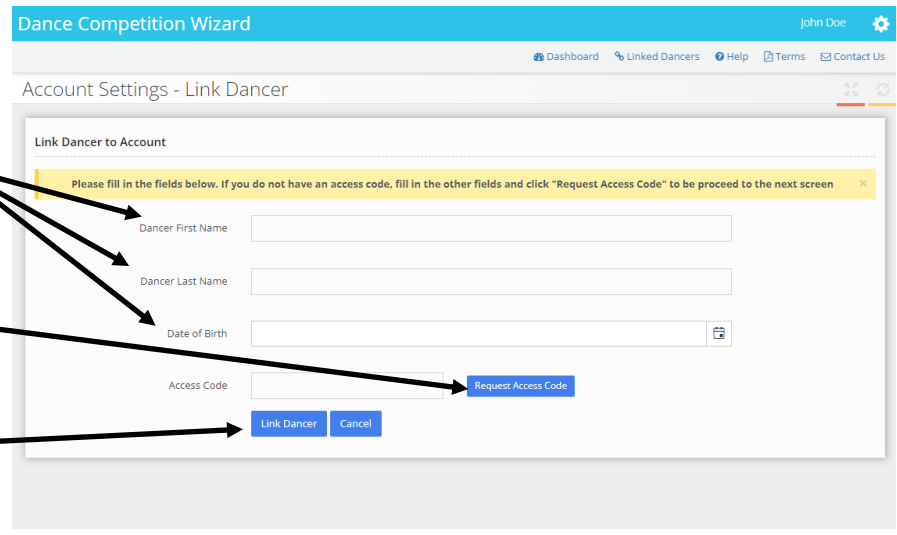 Dance Competition Wizard John Doe
Dashboard Linked Dancers Help Terms Contact Us
Account Settings - Link Dancer
Link Dancer to Account
Please fill in the fields below. If you do not have an access code, fill in the other fields and click "Request Access Code" to be proceed to the next screen ×
Dancer First Name
Dancer Last Name
Date of Birth
Access Code Request Access Code
Link Dancer Cancel